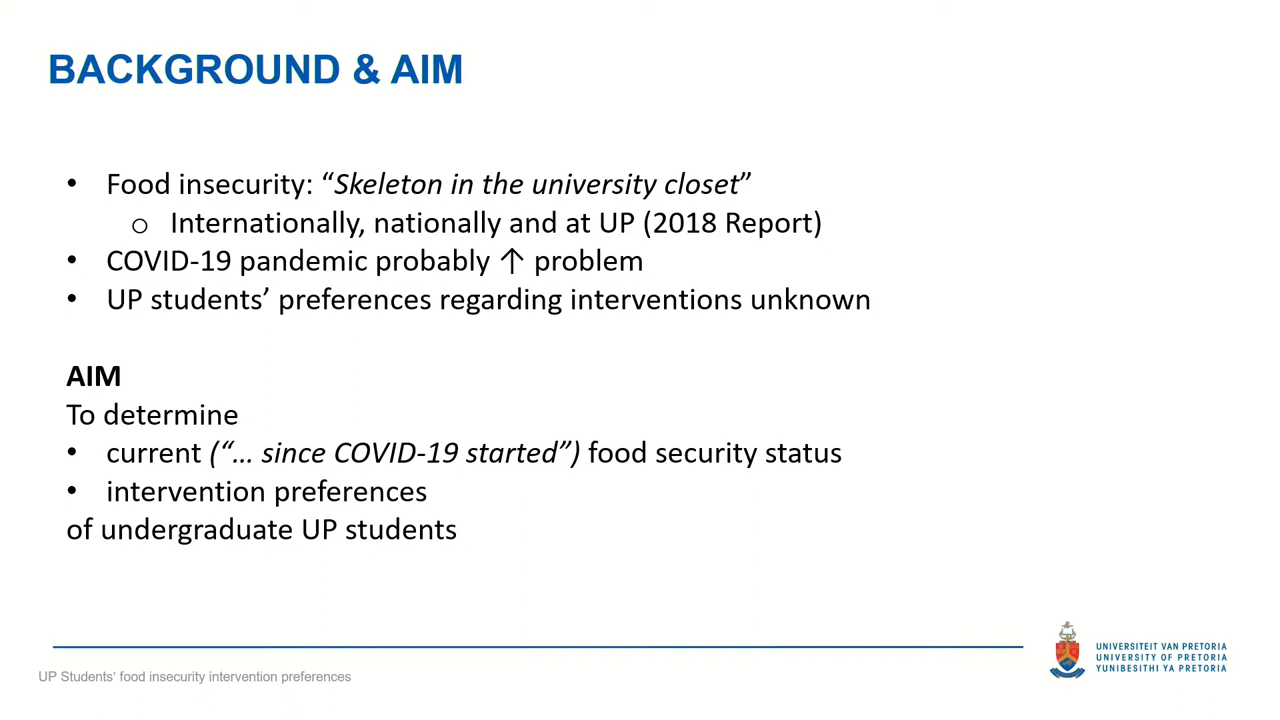 BACKGROUND & AIM
• Food insecurity: “Skeleton in the university closet”
o Internationally, nationally and at UP (2018 Report)
• COVID-19 pandemic probably ↑ problem
• UP students’ preferences regarding interventions unknown
AIM
To determine
• current (“… since COVID-19 started”) food security status
• intervention preferences
of undergraduate UP students
UNIVERSITEIT VAN PRETORIA
UNIVERSITY OF PRETORIA
YUNIBESITHI YA PRETORIA
UP Students' food insecurity intervention preferences